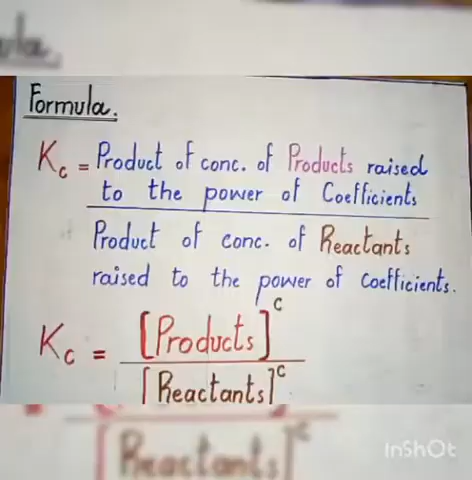 Formula.
Kc = Product of conc. of Products raised
to the power of Coefficients
Product of conc. of Reactants
raised to the power of Coefficients.
Kc = [Products]^c
[Reactants]^c
[Reactants]^c
InShOt